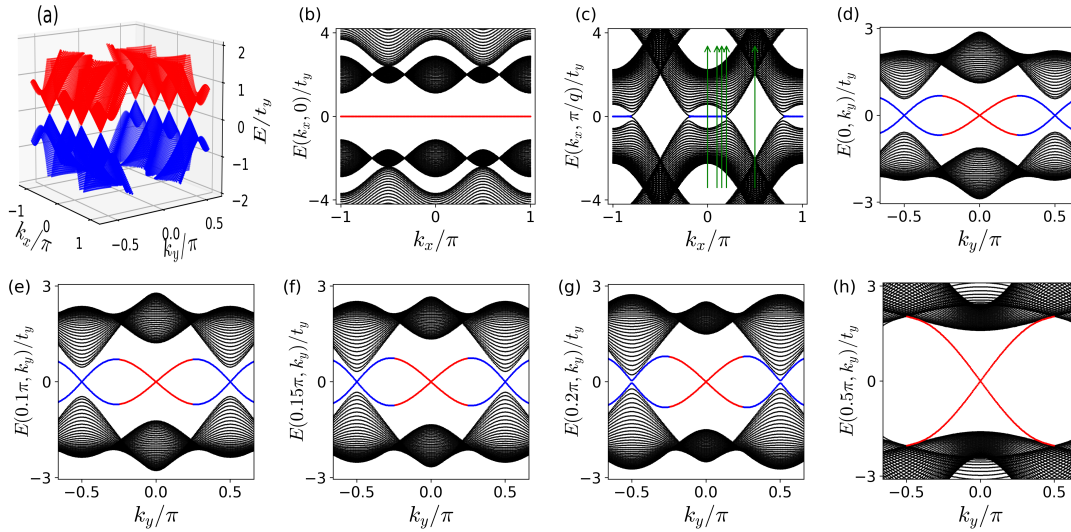 (a)
2
1
0
−1
−2
E/t_y
−1
0
1
k_x/π
−0.5
0.0
0.5
k_y/π
(b)
4
0
−4
E(k_x, 0)/t_y
−1
0
1
k_x/π
(c)
4
0
−4
E(k_x, π/q)/t_y
−1
0
1
k_x/π
(d)
3
0
−3
E(0, k_y)/t_y
−0.5
0.0
0.5
k_y/π
(e)
3
0
−3
E(0.1π, k_y)/t_y
−0.5
0.0
0.5
k_y/π
(f)
3
0
−3
E(0.15π, k_y)/t_y
−0.5
0.0
0.5
k_y/π
(g)
3
0
−3
E(0.2π, k_y)/t_y
−0.5
0.0
0.5
k_y/π
(h)
3
0
−3
E(0.5π, k_y)/t_y
−0.5
0.0
0.5
k_y/π